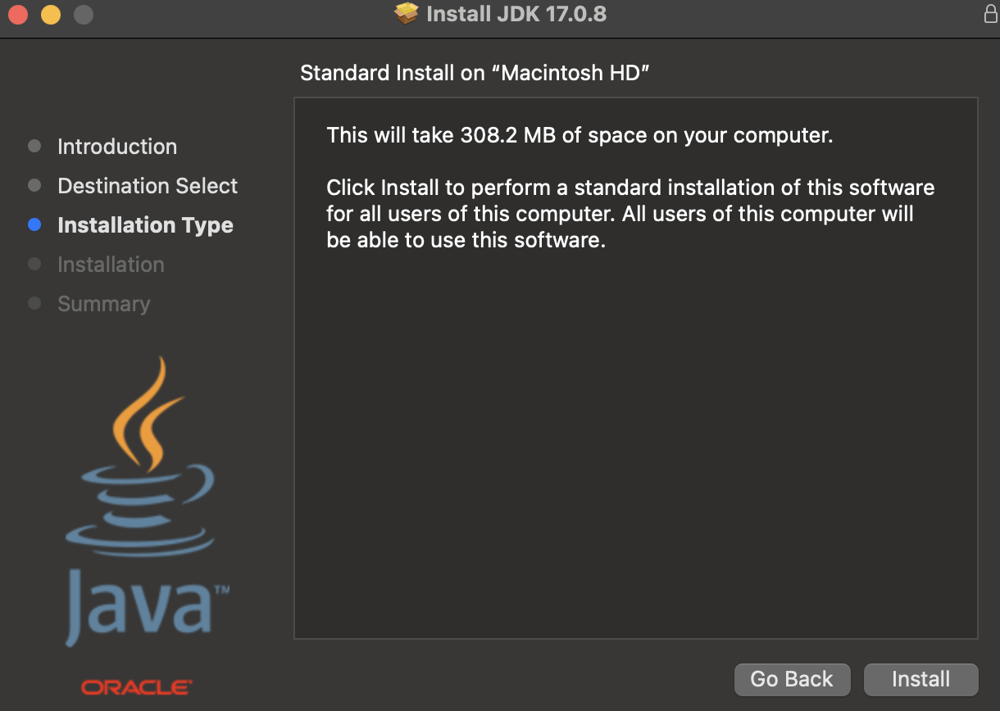 Install JDK 17.0.8
Standard Install on “Macintosh HD”
Introduction
Destination Select
Installation Type
Installation
Summary
This will take 308.2 MB of space on your computer.
Click Install to perform a standard installation of this software
for all users of this computer. All users of this computer will
be able to use this software.
Java™
ORACLE®
Go Back
Install